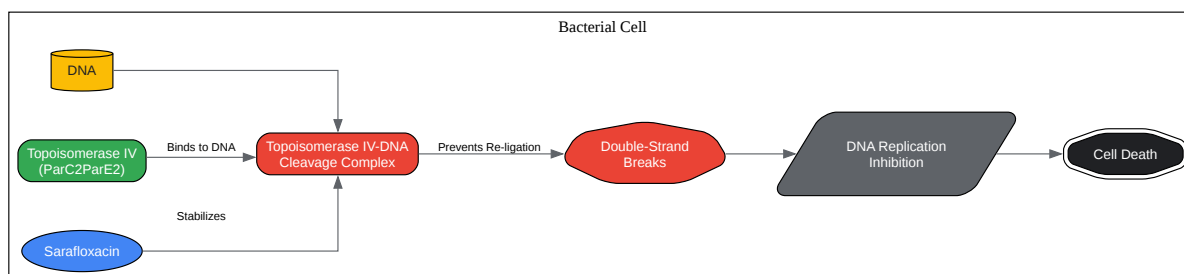 Bacterial Cell
DNA
Topoisomerase IV
(ParC2ParE2)
Binds to DNA
Topoisomerase IV-DNA
Cleavage Complex
Prevents Re-ligation
Double-Strand
Breaks
DNA Replication
Inhibition
Cell Death
Stabilizes
Sarafloxacin